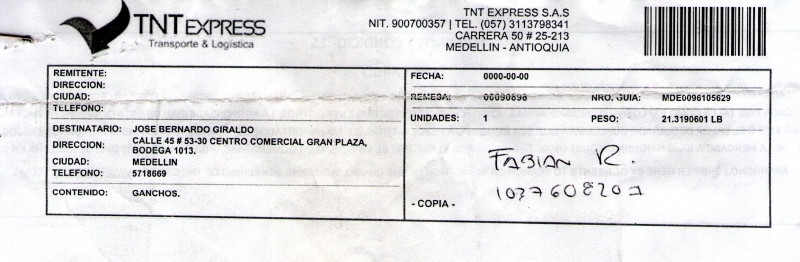 TNT EXPRESS
Transporte & Logística
TNT EXPRESS S.A.S
NIT. 900700357 | TEL. (057) 3113798341
CARRERA 50 # 25-213
MEDELLIN - ANTIOQUIA
REMITENTE:
DIRECCION:
CIUDAD:
TELEFONO:
FECHA: 0000-00-00
REMESA: 00090898 NRO. GUIA: MDE0096105629
UNIDADES: 1 PESO: 21.3190601 LB
DESTINATARIO: JOSE BERNARDO GIRALDO
DIRECCION: CALLE 45 # 53-30 CENTRO COMERCIAL GRAN PLAZA,
BODEGA 1013.
CIUDAD: MEDELLIN
TELEFONO: 5718669
CONTENIDO: GANCHOS.
FABIAN R.
- COPIA -